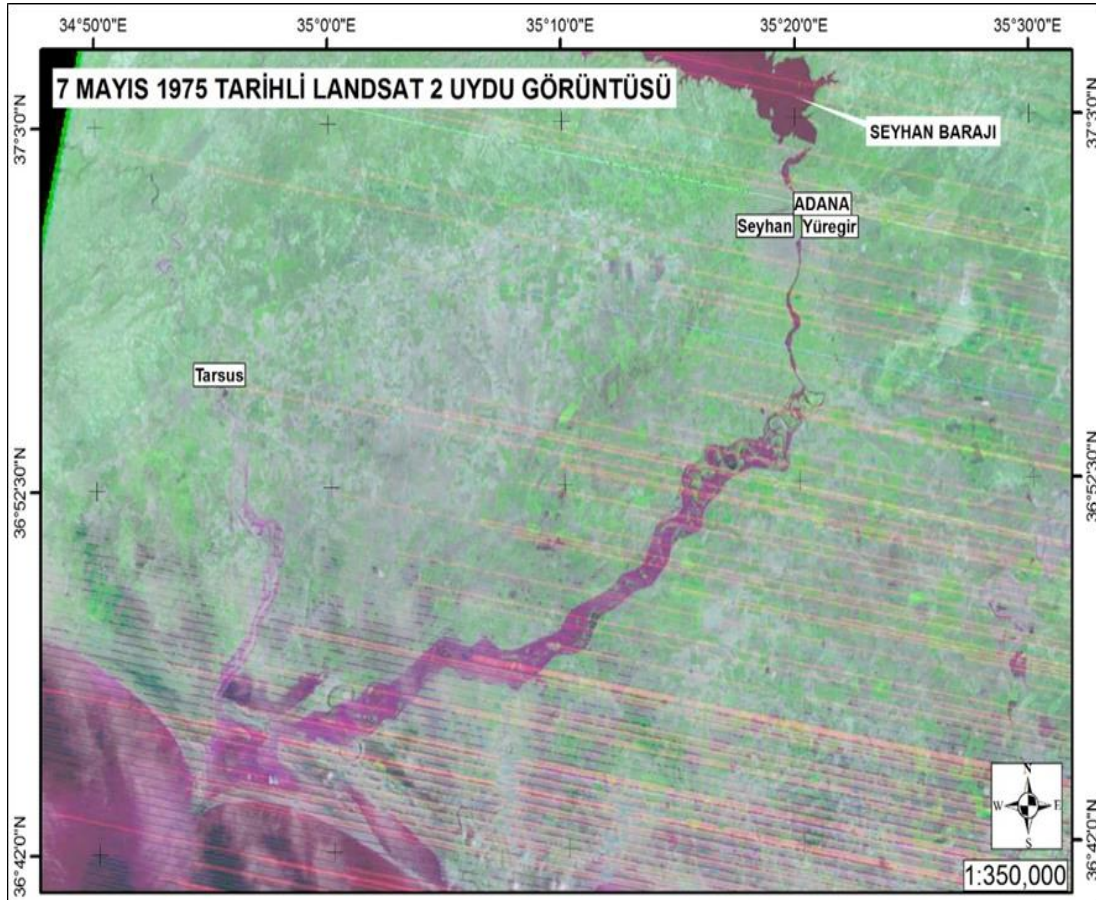 34°50'0"E 35°0'0"E 35°10'0"E 35°20'0"E 35°30'0"E
7 MAYIS 1975 TARİHLİ LANDSAT 2 UYDU GÖRÜNTÜSÜ
37°3'0"N
37°3'0"N
SEYHAN BARAJI
ADANA
Seyhan Yüregir
Tarsus
36°52'30"N
36°52'30"N
N
W E
S
36°42'0"N
36°42'0"N
1:350,000